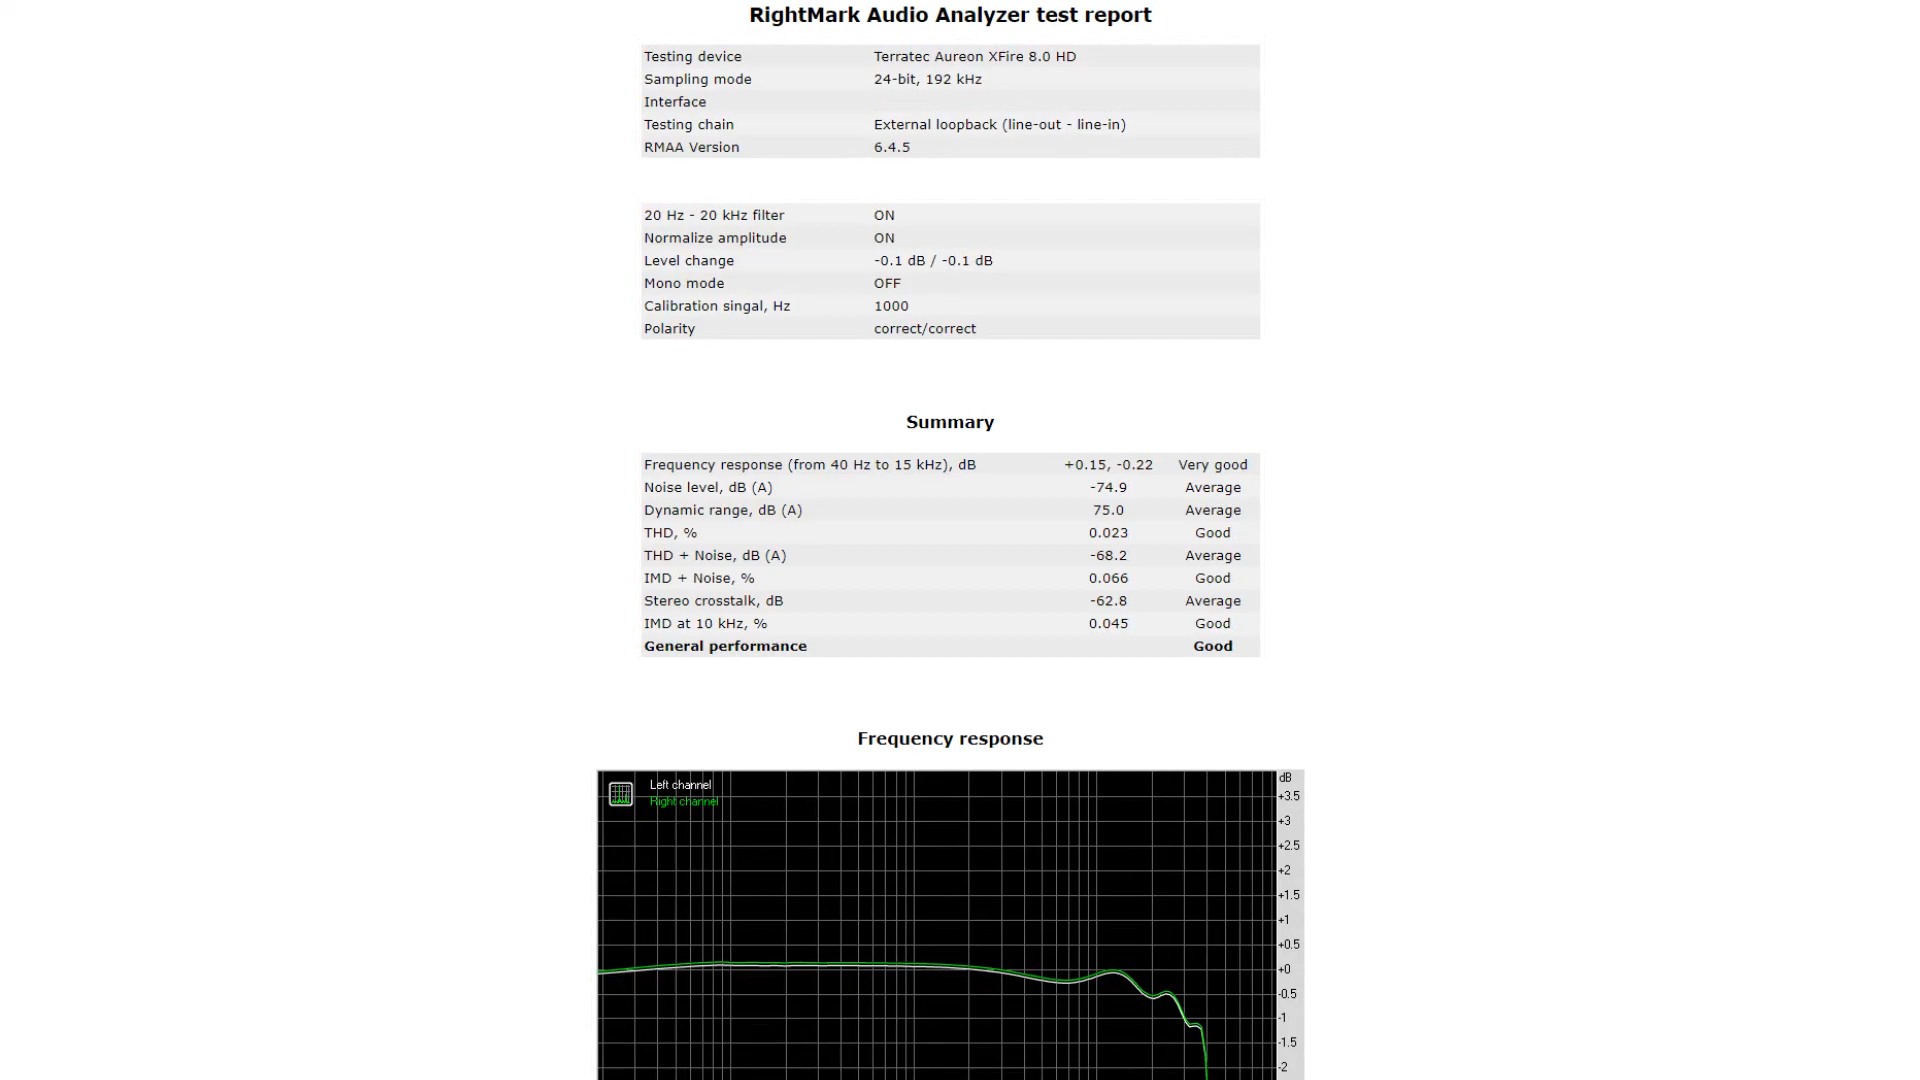 RightMark Audio Analyzer test report
Testing device Terratec Aureon XFire 8.0 HD
Sampling mode 24-bit, 192 kHz
Interface
Testing chain External loopback (line-out - line-in)
RMAA Version 6.4.5
20 Hz - 20 kHz filter ON
Normalize amplitude ON
Level change -0.1 dB / -0.1 dB
Mono mode OFF
Calibration singal, Hz 1000
Polarity correct/correct
Summary
Frequency response (from 40 Hz to 15 kHz), dB +0.15, -0.22 Very good
Noise level, dB (A) -74.9 Average
Dynamic range, dB (A) 75.0 Average
THD, % 0.023 Good
THD + Noise, dB (A) -68.2 Average
IMD + Noise, % 0.066 Good
Stereo crosstalk, dB -62.8 Average
IMD at 10 kHz, % 0.045 Good
General performance Good
Frequency response
Left channel
Right channel
dB
+3.5
+3
+2.5
+2
+1.5
+1
+0.5
+0
-0.5
-1
-1.5
-2